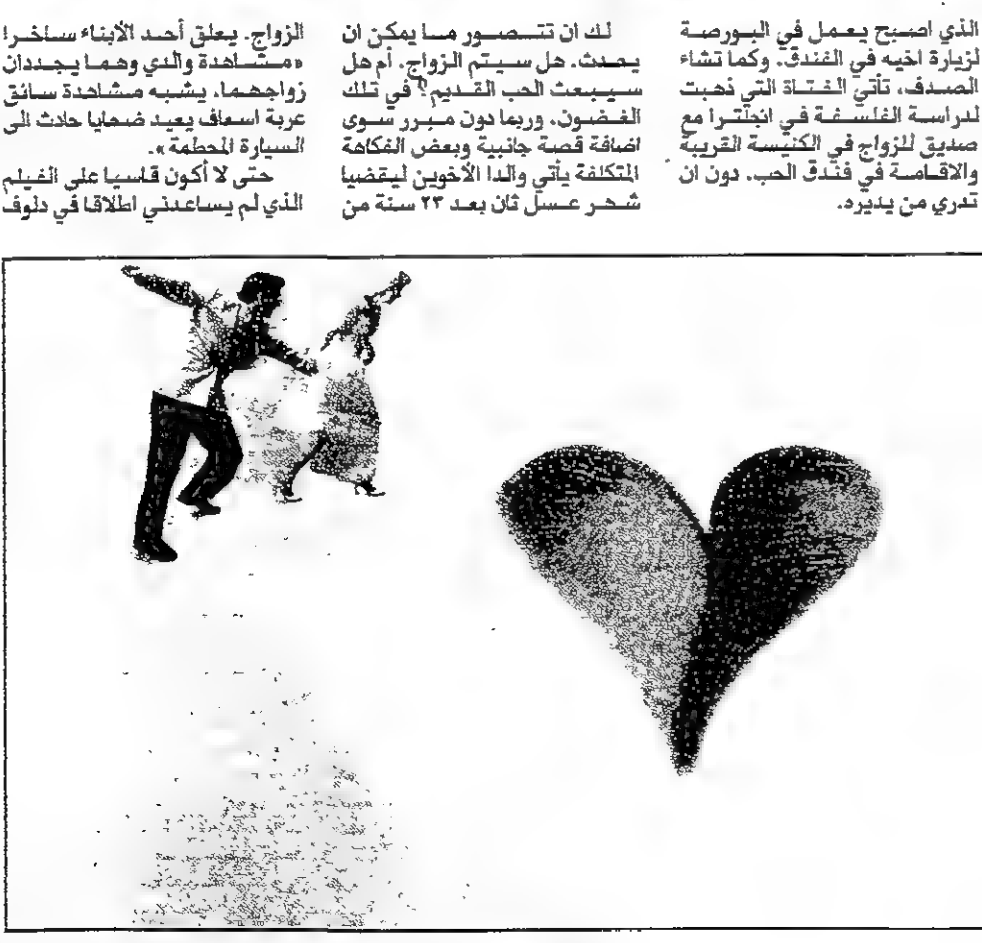 الذي اصبح يعمل في البورصة
لزيارة اخيه في الفندق. وكما تشاء
الصدف، تأتي الفتاة التي ذهبت
لدراسة الفلسفة في انجلترا مع
صديق للزواج في الكنيسة القريبة
والاقامة في فندق الحب. دون ان
تدري من يديره.
لك ان تتصور ما يمكن ان
يحدث. هل سيتم الزواج. أم هل
سيبعث الحب القديم؟ في تلك
الغضون. وربما دون مبرر سوى
اضافة قصة جانبية وبعض الفكاهة
المتكلفة يأتي والدا الأخوين ليقضيا
شهر عسل ثان بعد ٢٣ سنة من
الزواج. يعلق أحد الأبناء ساخرا
«مشاهدة والدي وهما يجددان
زواجهما. يشبه مشاهدة سائق
عربة اسعاف يعيد ضحايا حادث الى
السيارة المحطمة».
حتى لا أكون قاسيا على الفيلم
الذي لم يساعدني اطلاقا في دلوف